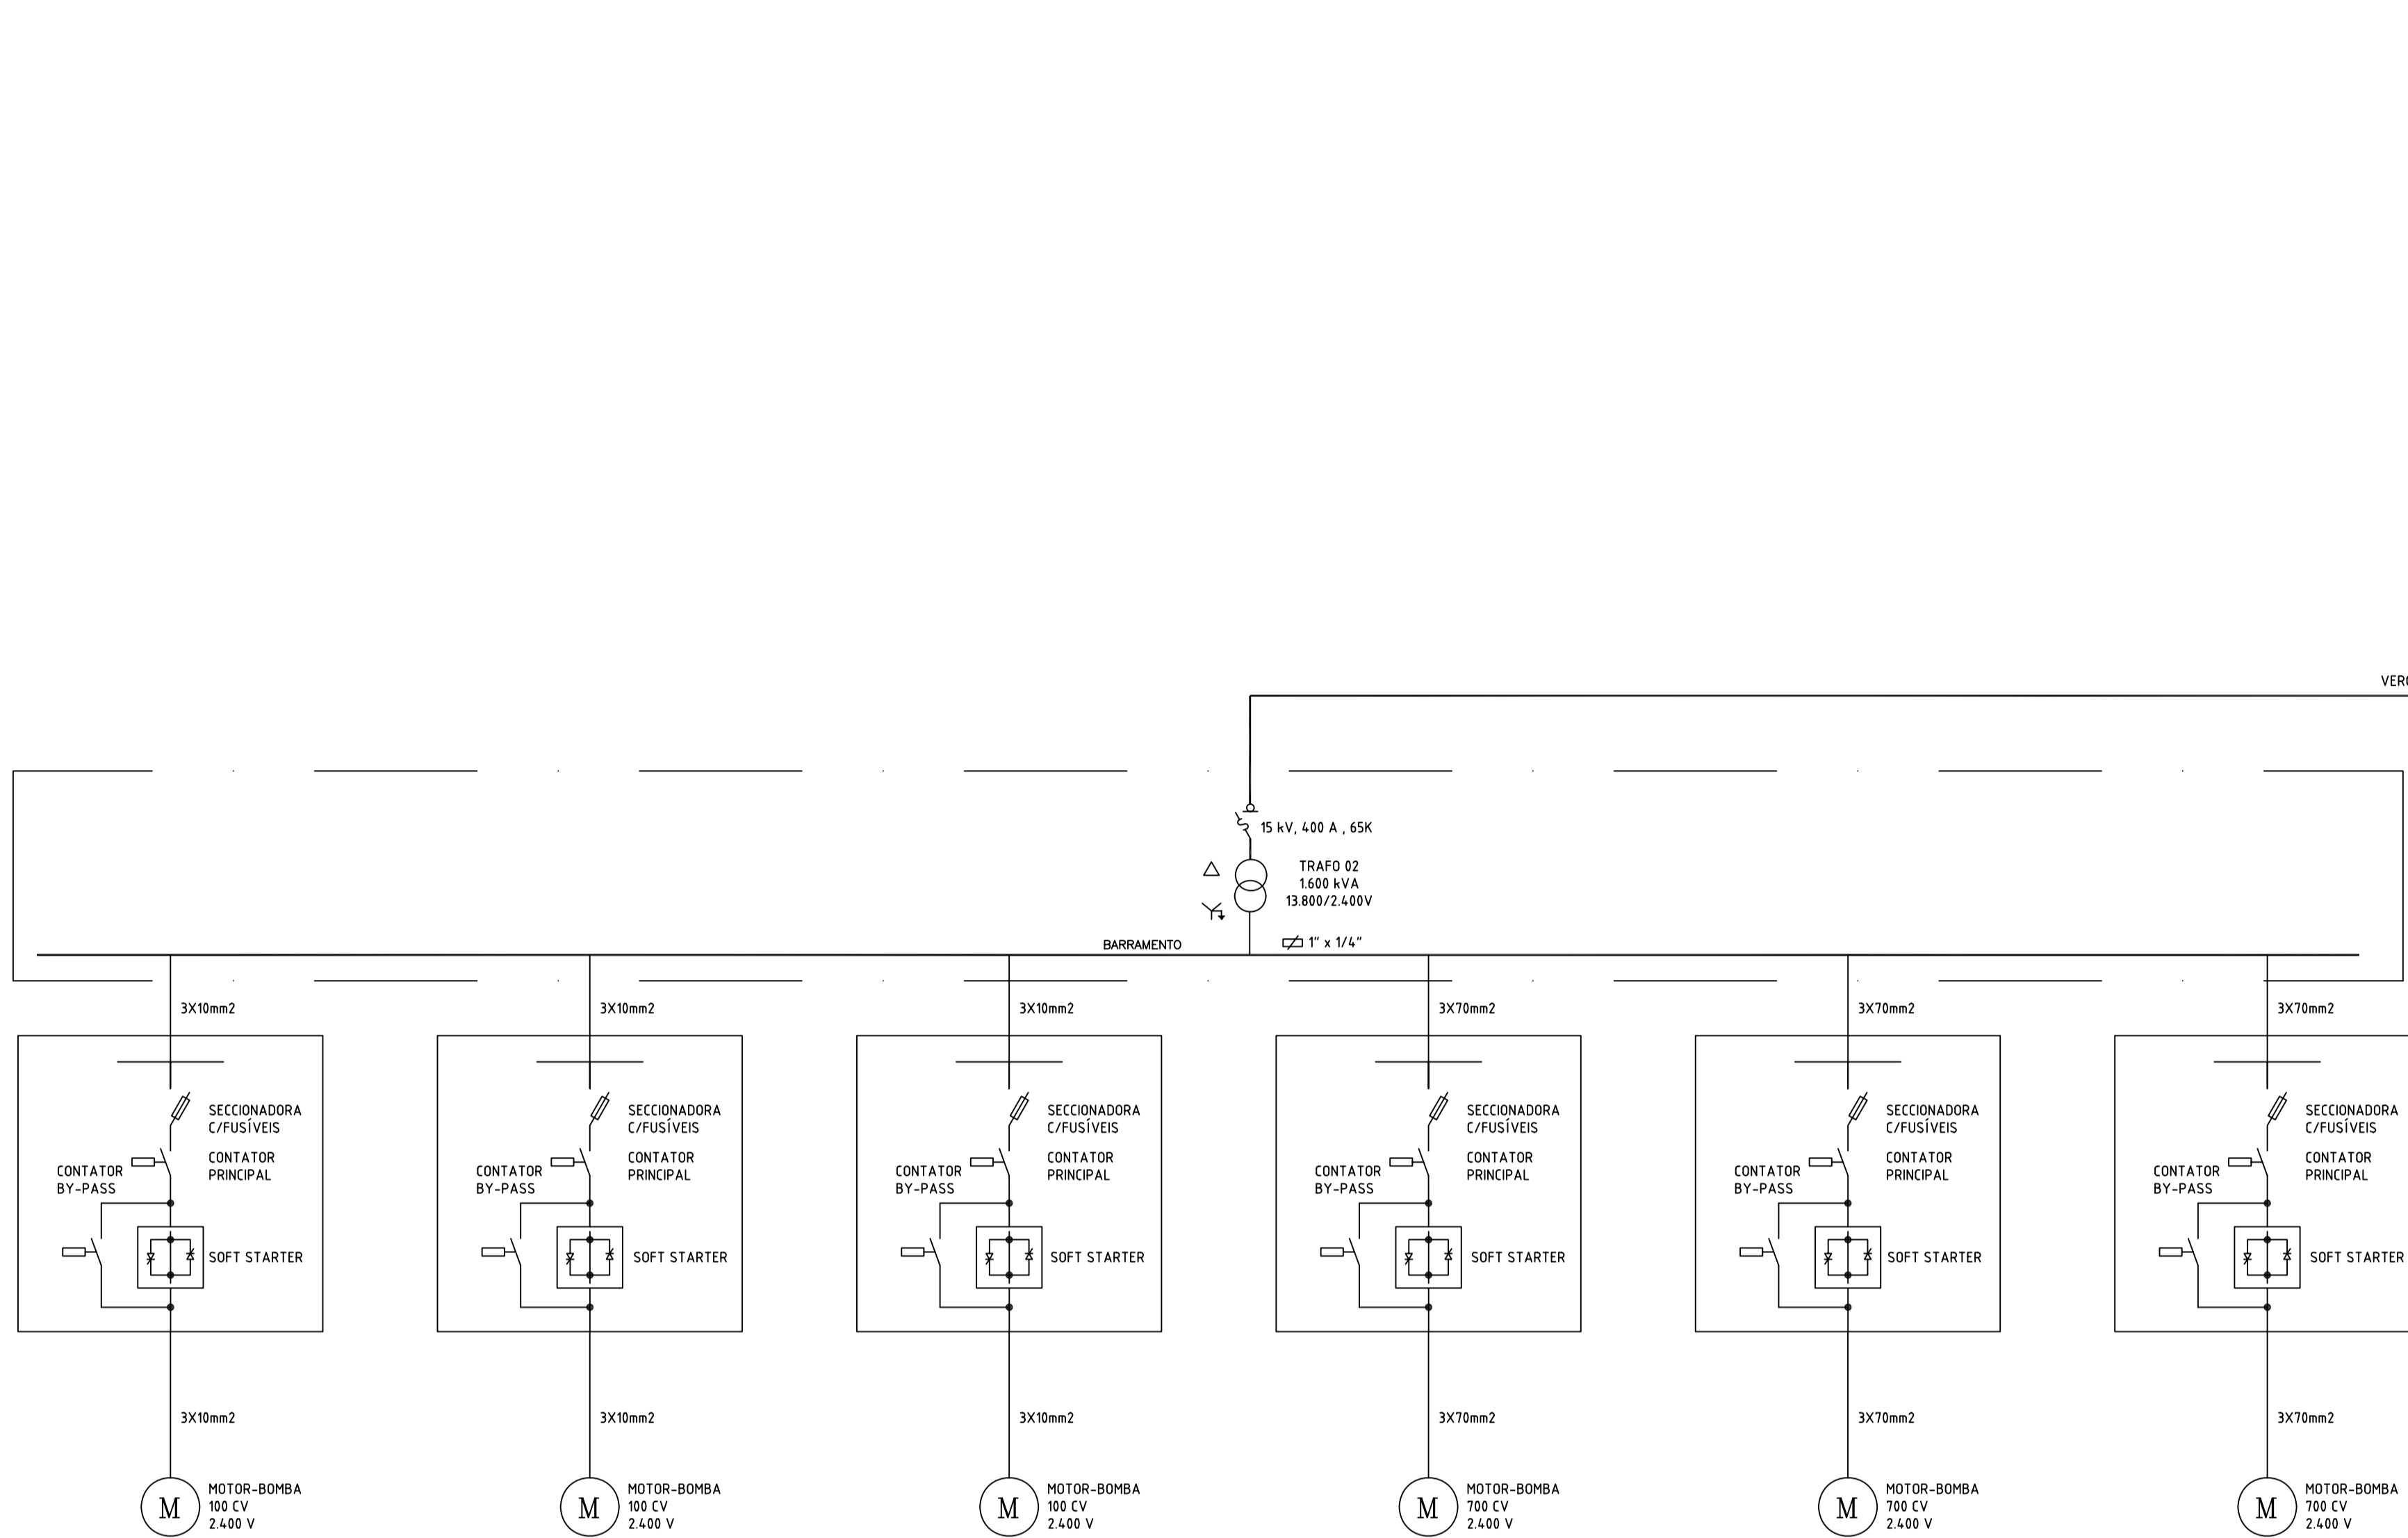 15 kV, 400 A , 65K
TRAFO 02
1.600 kVA
13.800/2.400V
BARRAMENTO
1" x 1/4"
3X10mm2
3X10mm2
3X10mm2
3X70mm2
3X70mm2
3X70mm2
SECCIONADORA
C/FUSÍVEIS
CONTATOR
PRINCIPAL
CONTATOR
BY-PASS
SOFT STARTER
SECCIONADORA
C/FUSÍVEIS
CONTATOR
PRINCIPAL
CONTATOR
BY-PASS
SOFT STARTER
SECCIONADORA
C/FUSÍVEIS
CONTATOR
PRINCIPAL
CONTATOR
BY-PASS
SOFT STARTER
SECCIONADORA
C/FUSÍVEIS
CONTATOR
PRINCIPAL
CONTATOR
BY-PASS
SOFT STARTER
SECCIONADORA
C/FUSÍVEIS
CONTATOR
PRINCIPAL
CONTATOR
BY-PASS
SOFT STARTER
SECCIONADORA
C/FUSÍVEIS
CONTATOR
PRINCIPAL
CONTATOR
BY-PASS
SOFT STARTER
3X10mm2
3X10mm2
3X10mm2
3X70mm2
3X70mm2
3X70mm2
M
MOTOR-BOMBA
100 CV
2.400 V
M
MOTOR-BOMBA
100 CV
2.400 V
M
MOTOR-BOMBA
100 CV
2.400 V
M
MOTOR-BOMBA
700 CV
2.400 V
M
MOTOR-BOMBA
700 CV
2.400 V
M
MOTOR-BOMBA
700 CV
2.400 V